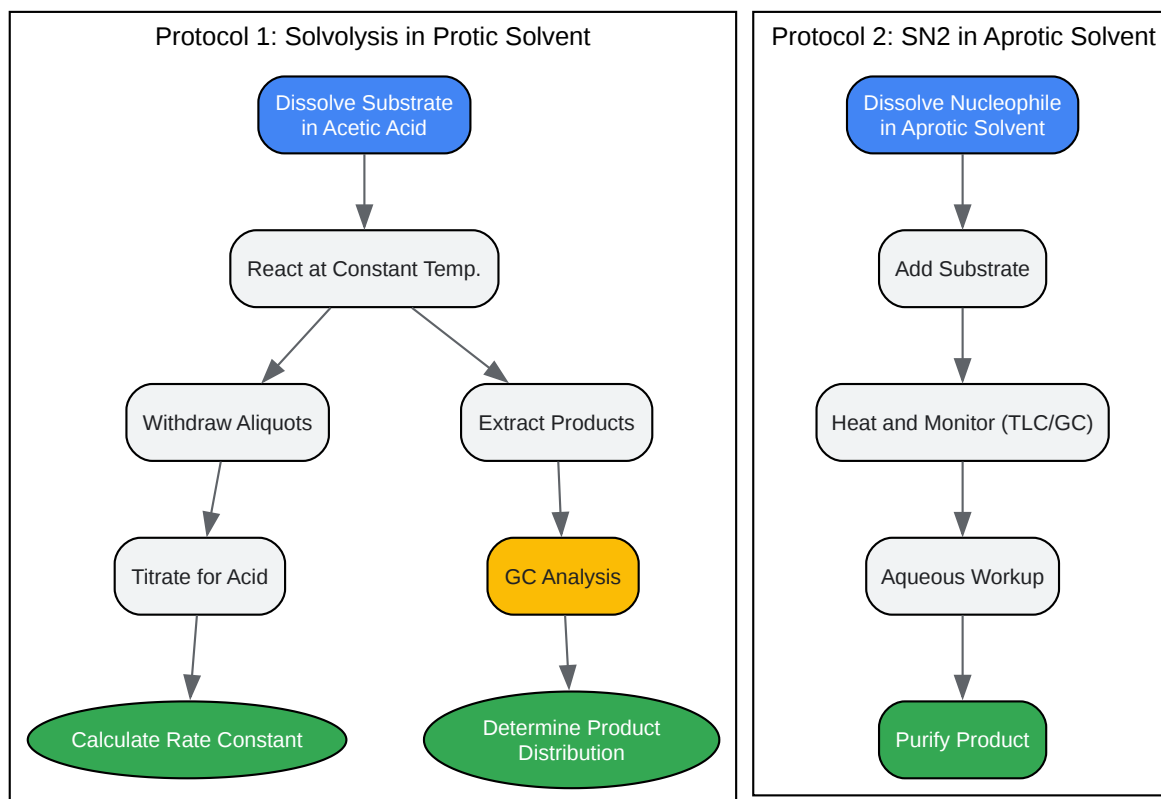 Protocol 1: Solvolysis in Protic Solvent
Dissolve Substrate
in Acetic Acid
React at Constant Temp.
Withdraw Aliquots
Extract Products
Titrate for Acid
GC Analysis
Calculate Rate Constant
Determine Product
Distribution
Protocol 2: SN2 in Aprotic Solvent
Dissolve Nucleophile
in Aprotic Solvent
Add Substrate
Heat and Monitor (TLC/GC)
Aqueous Workup
Purify Product